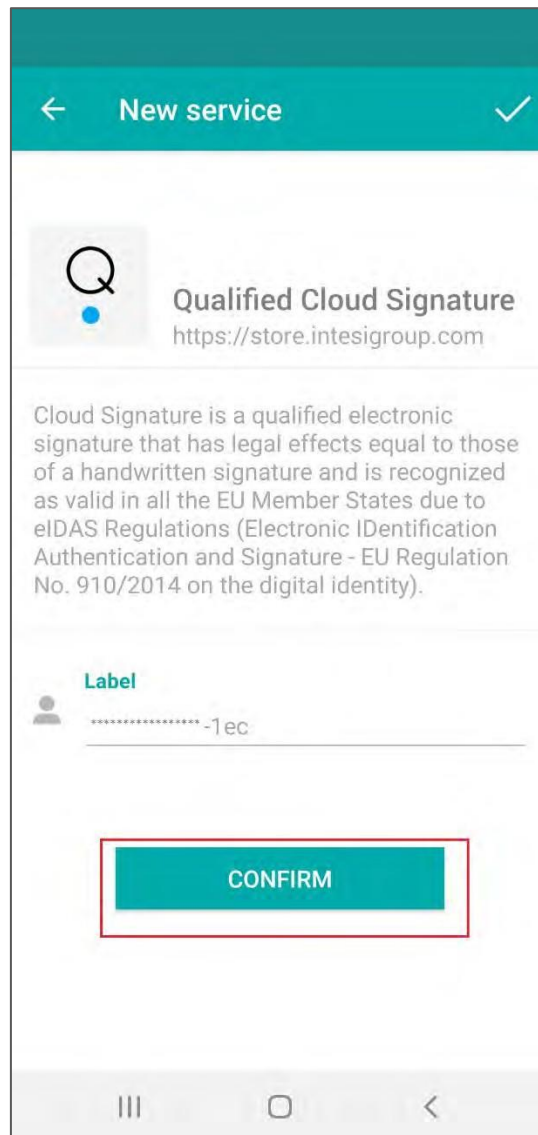 New service
Q
Qualified Cloud Signature
https://store.intesigroup.com
Cloud Signature is a qualified electronic
signature that has legal effects equal to those
of a handwritten signature and is recognized
as valid in all the EU Member States due to
eIDAS Regulations (Electronic IDentification
Authentication and Signature - EU Regulation
No. 910/2014 on the digital identity).
Label
*****************-1ec
CONFIRM